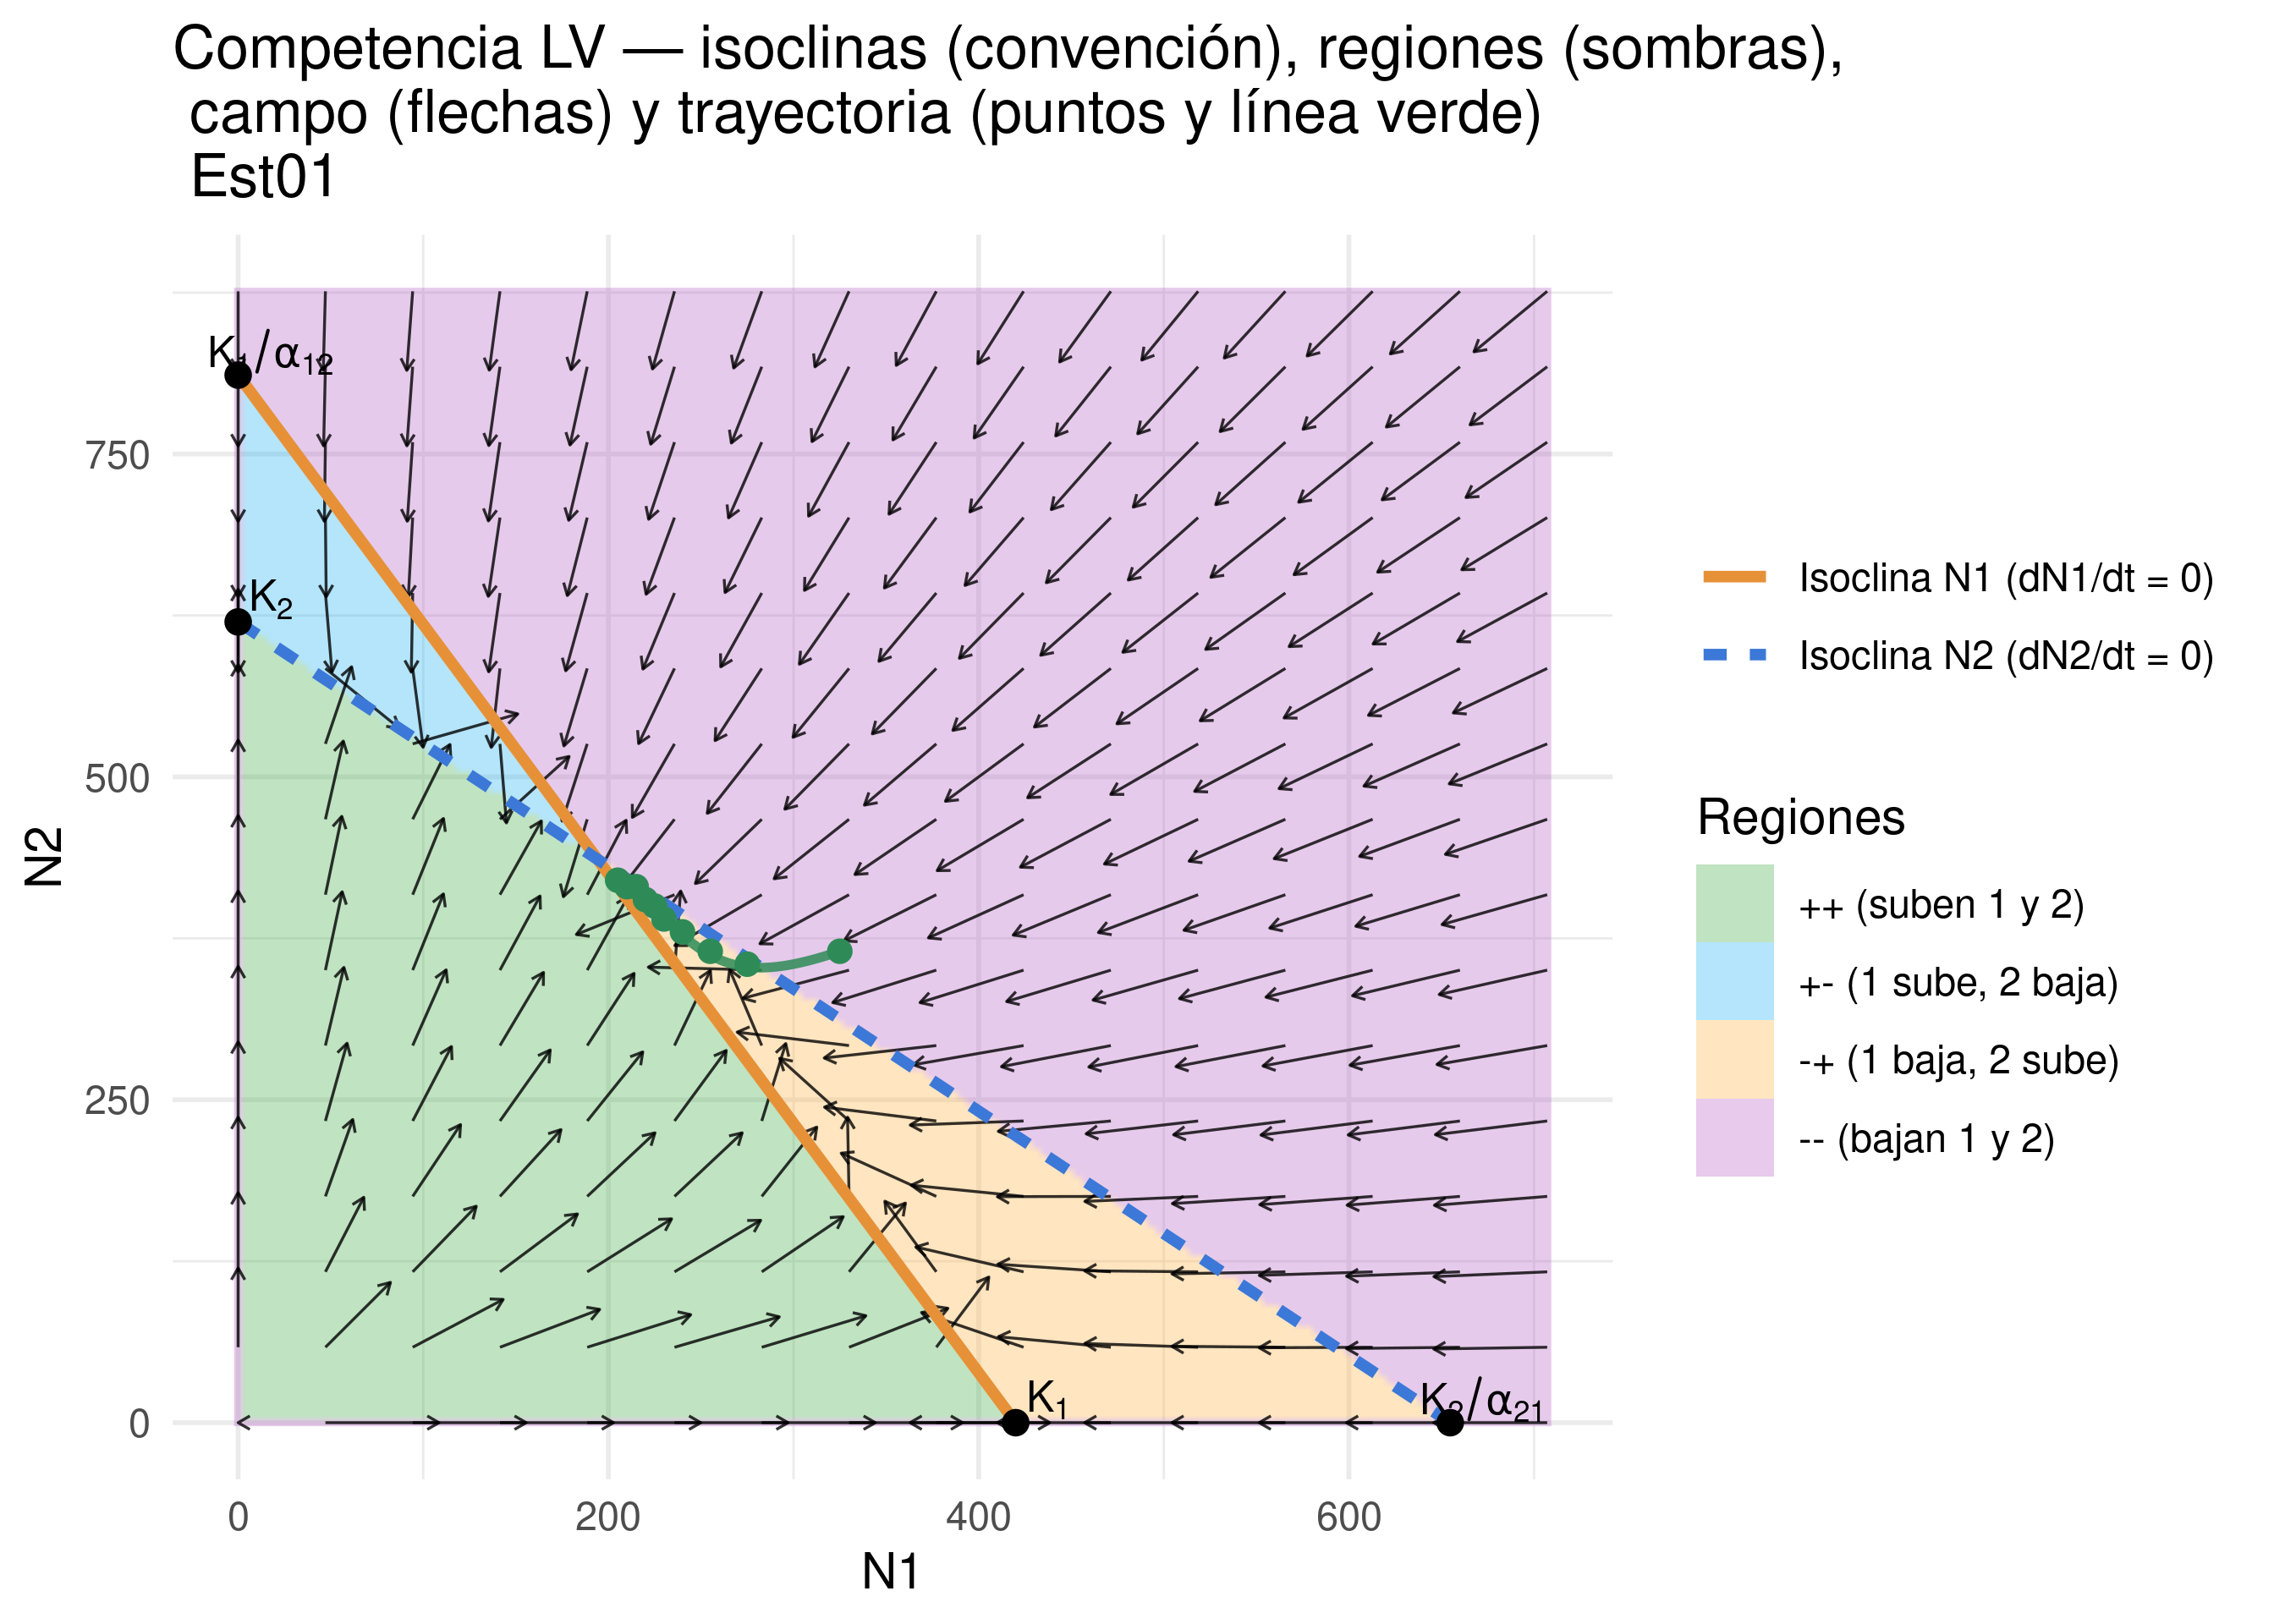 Competencia LV — isoclinas (convención), regiones (sombras),
campo (flechas) y trayectoria (puntos y línea verde)
Est01
K₁/α₁₂
750
K₂
500
N2
250
K₁
K₂/α₂₁
0
0
200
400
600
N1
Isoclina N1 (dN1/dt = 0)
Isoclina N2 (dN2/dt = 0)
Regiones
++ (suben 1 y 2)
+- (1 sube, 2 baja)
-+ (1 baja, 2 sube)
-- (bajan 1 y 2)